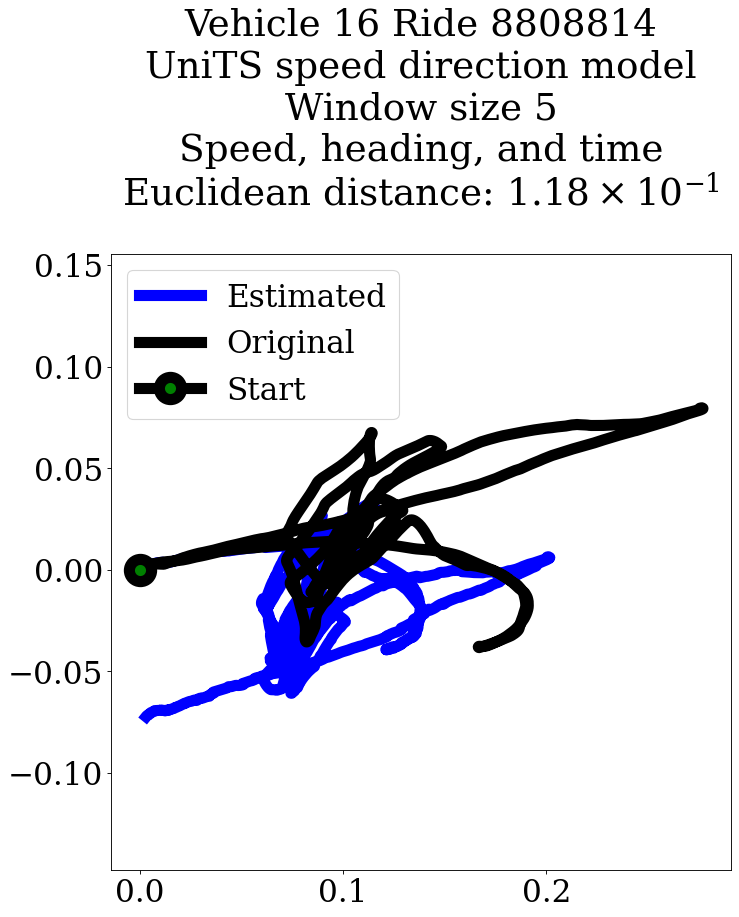 Vehicle 16 Ride 8808814
UniTS speed direction model
Window size 5
Speed, heading, and time
Euclidean distance: 1.18 × 10⁻¹
0.15
Estimated
Original
0.10
Start
0.05
0.00
−0.05
−0.10
0.0 0.1 0.2